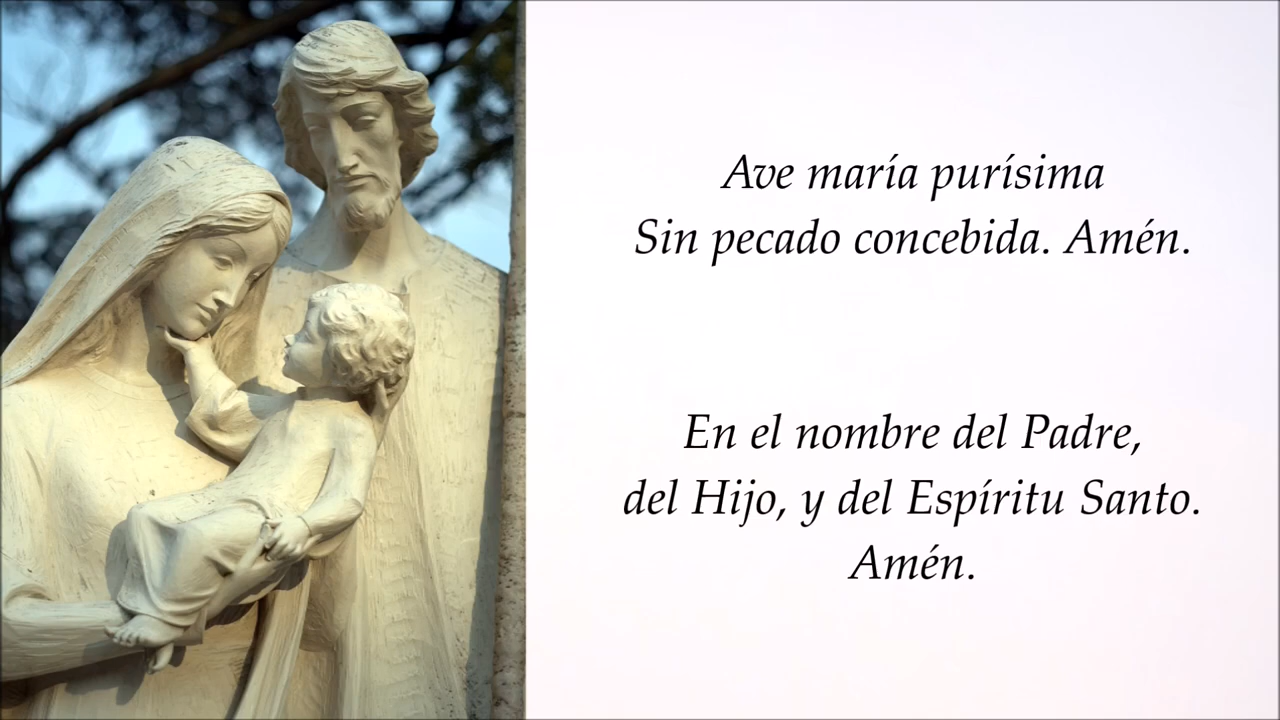 Ave maría purísima
Sin pecado concebida. Amén.
En el nombre del Padre,
del Hijo, y del Espíritu Santo.
Amén.